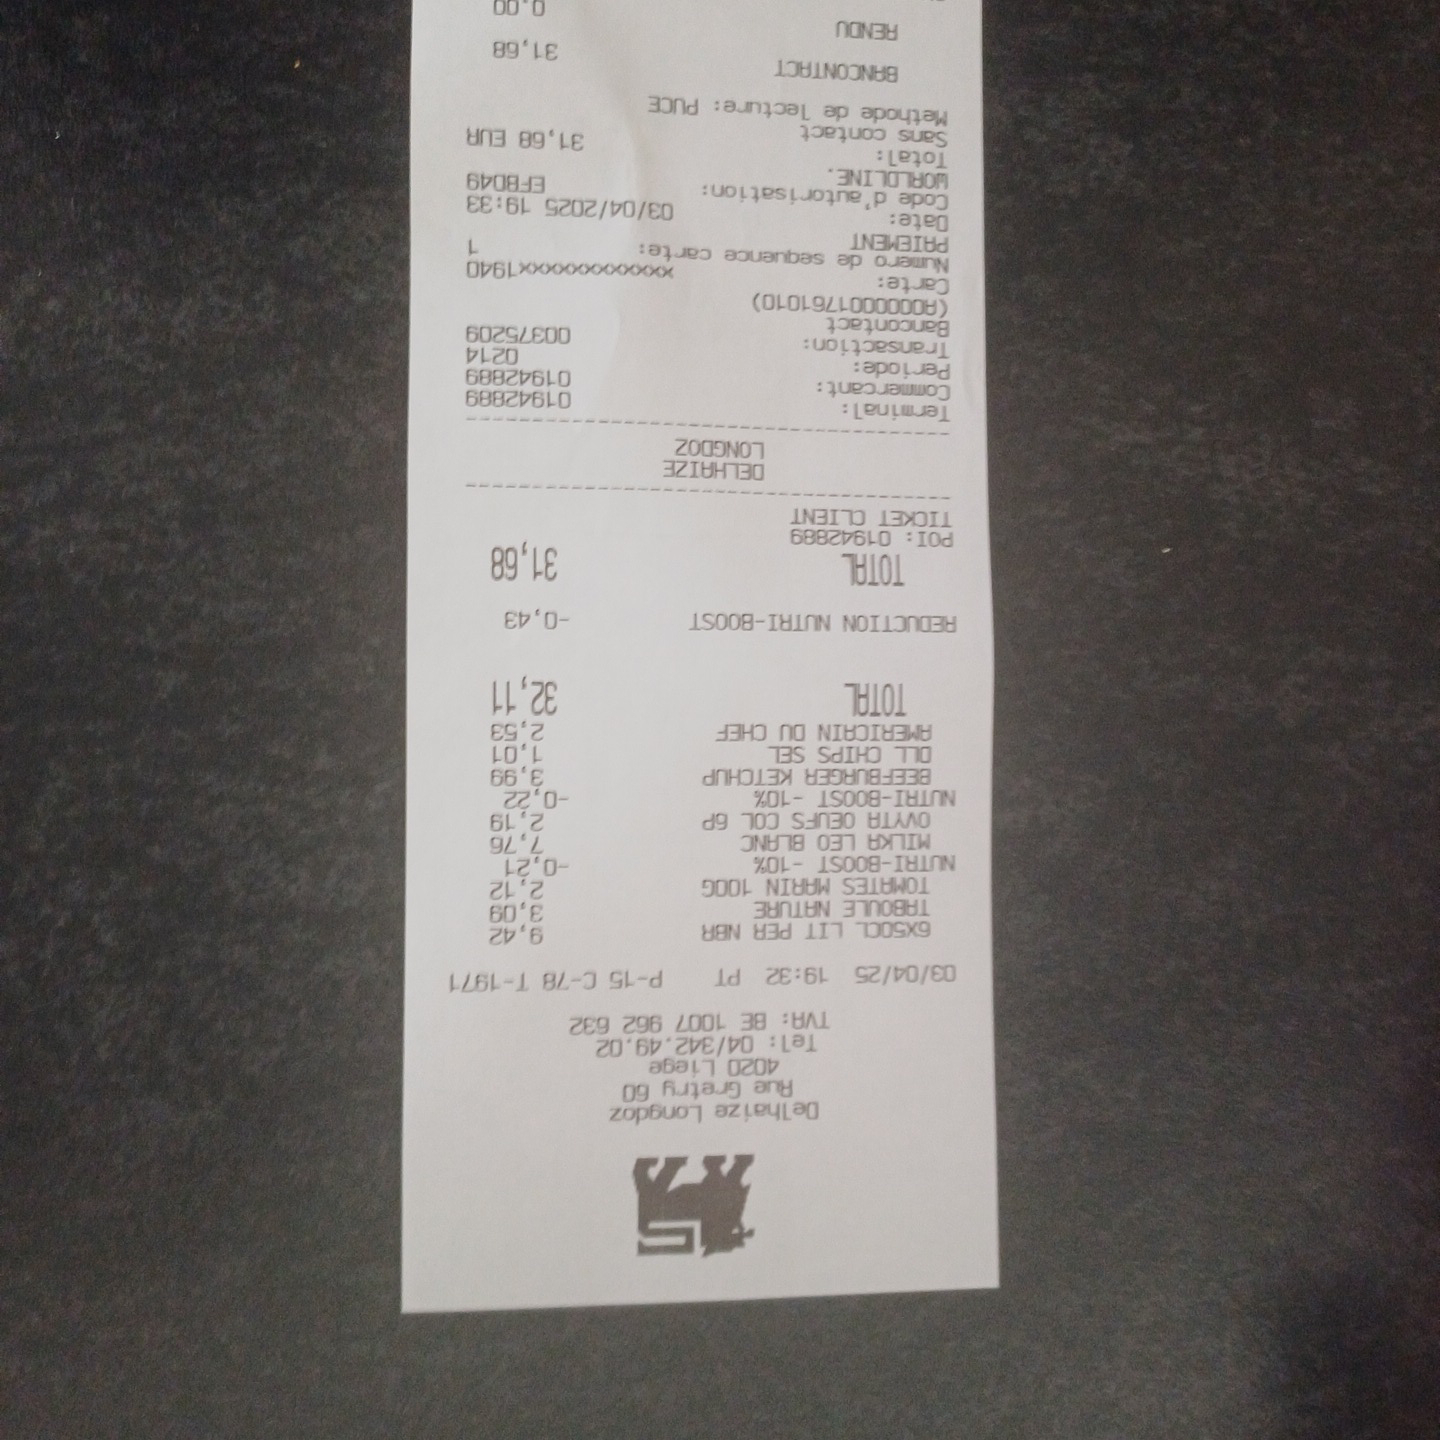 Delhaize Longdoz
Rue Gretry 60
4020 Liege
Tel: 04/342.49.02
TVA: BE 1007 962 632
03/04/25 19:32 PT P-15 C-78 T-1971
6X50CL LIT PER NBR 9,42
TABOULE NATURE 3,09
TOMATES MARIN 100G 2,12
NUTRI-BOOST -10% -0,21
MILKA LEO BLANC 7,76
OVYTA OEUFS COL 6P 2,19
NUTRI-BOOST -10% -0,22
BEEFBURGER KETCHUP 3,99
DLL CHIPS SEL 1,01
AMERICAIN DU CHEF 2,53
TOTAL 32,11
REDUCTION NUTRI-BOOST -0,43
TOTAL 31,68
POI: 01942889
TICKET CLIENT
DELHAIZE
LONGDOZ
Terminal: 01942889
Commercant: 01942889
Periode: 0214
Transaction: 00375209
Bancontact
(A0000001761010)
Carte: xxxxxxxxxxxxx1940
Numero de sequence carte: 1
PAIEMENT
Date: 03/04/2025 19:33
Code d'autorisation: EF8D49
WORLDLINE.
Total: 31,68 EUR
Sans contact
Methode de lecture: PUCE
BANCONTACT 31,68
RENDU 0,00